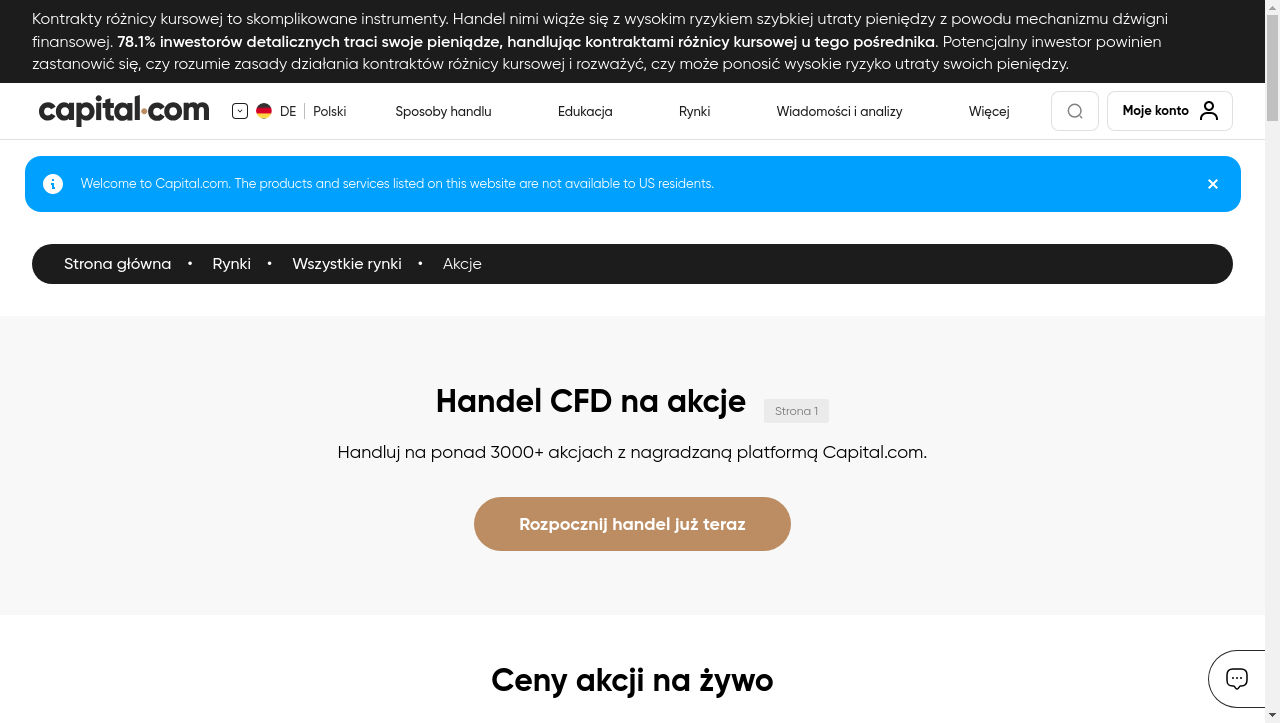 Kontrakty różnicy kursowej to skomplikowane instrumenty. Handel nimi wiąże się z wysokim ryzykiem szybkiej utraty pieniędzy z powodu mechanizmu dźwigni
finansowej. 78.1% inwestorów detalicznych traci swoje pieniądze, handlując kontraktami różnicy kursowej u tego pośrednika. Potencjalny inwestor powinien
zastanowić się, czy rozumie zasady działania kontraktów różnicy kursowej i rozważyć, czy może ponosić wysokie ryzyko utraty swoich pieniędzy.
capital.com DE Polski Sposoby handlu Edukacja Rynki Wiadomości i analizy Więcej Moje konto
Welcome to Capital.com. The products and services listed on this website are not available to US residents.
Strona główna • Rynki • Wszystkie rynki • Akcje
Handel CFD na akcje Strona 1
Handluj na ponad 3000+ akcjach z nagradzaną platformą Capital.com.
Rozpocznij handel już teraz
Ceny akcji na żywo